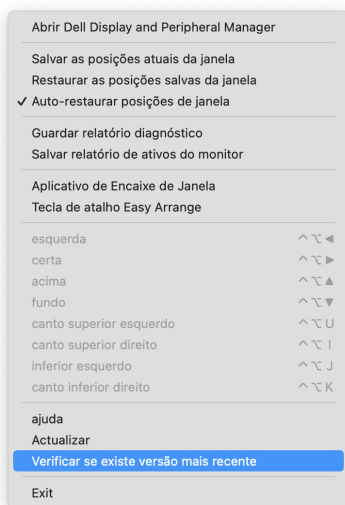 Abrir Dell Display and Peripheral Manager
Salvar as posições atuais da janela
Restaurar as posições salvas da janela
✓ Auto-restaurar posições de janela
Guardar relatório diagnóstico
Salvar relatório de ativos do monitor
Aplicativo de Encaixe de Janela
Tecla de atalho Easy Arrange
esquerda ^⌥◀
certa ^⌥▶
acima ^⌥▲
fundo ^⌥▼
canto superior esquerdo ^⌥U
canto superior direito ^⌥I
inferior esquerdo ^⌥J
canto inferior direito ^⌥K
ajuda
Actualizar
Verificar se existe versão mais recente
Exit